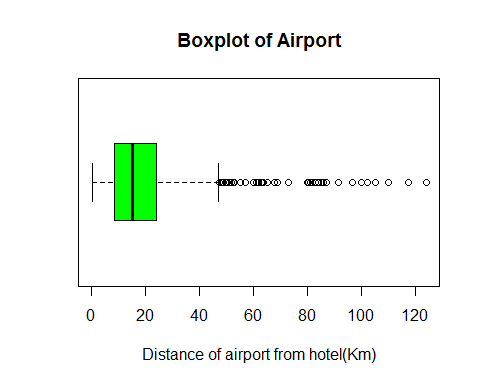 Boxplot of Airport
0 20 40 60 80 100 120
Distance of airport from hotel(Km)